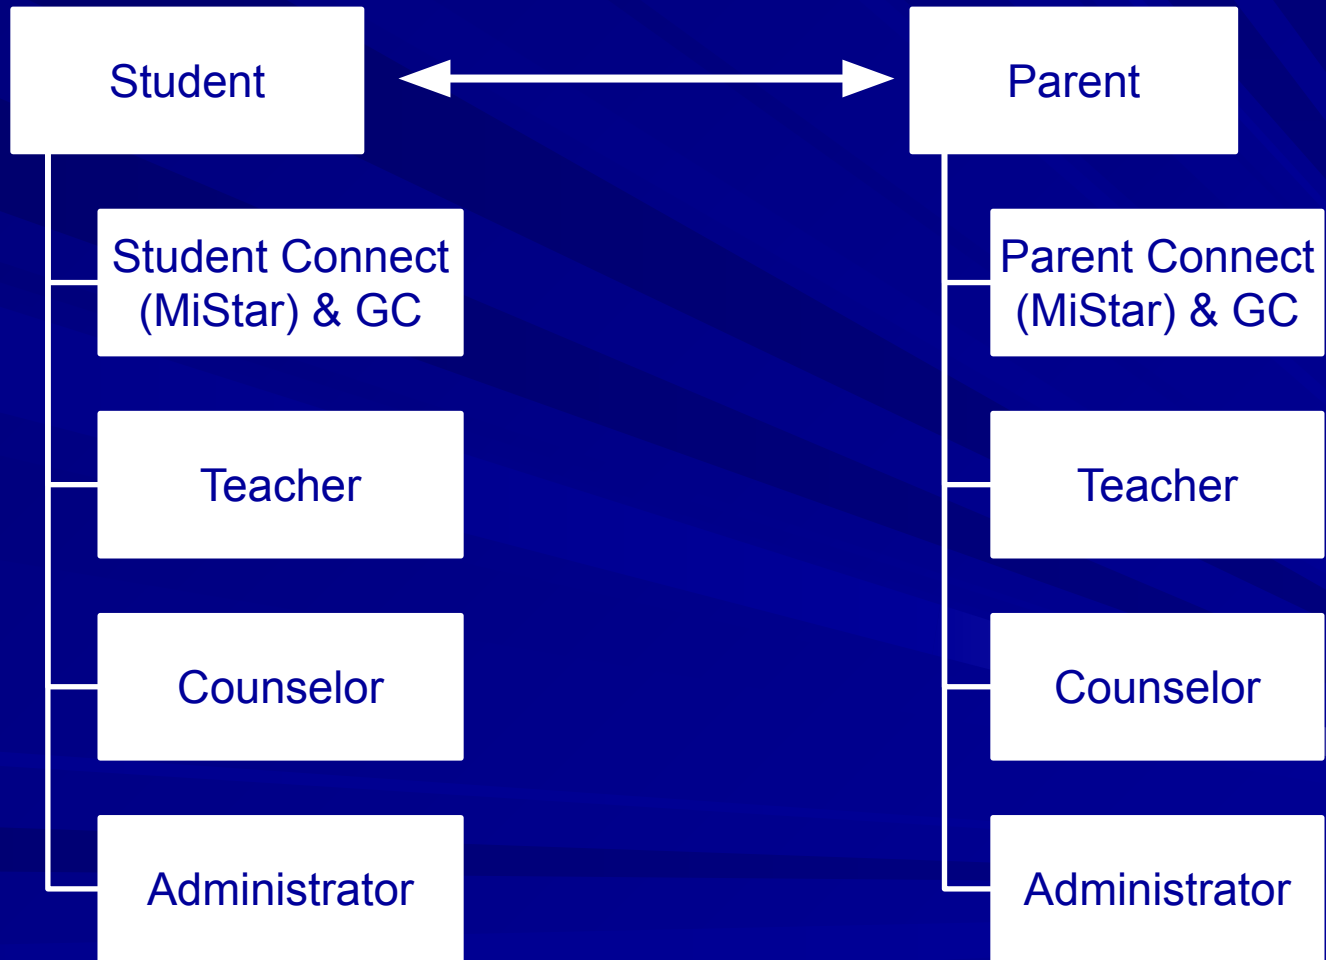 Student
Student Connect
(MiStar) & GC
Teacher
Counselor
Administrator
Parent
Parent Connect
(MiStar) & GC
Teacher
Counselor
Administrator